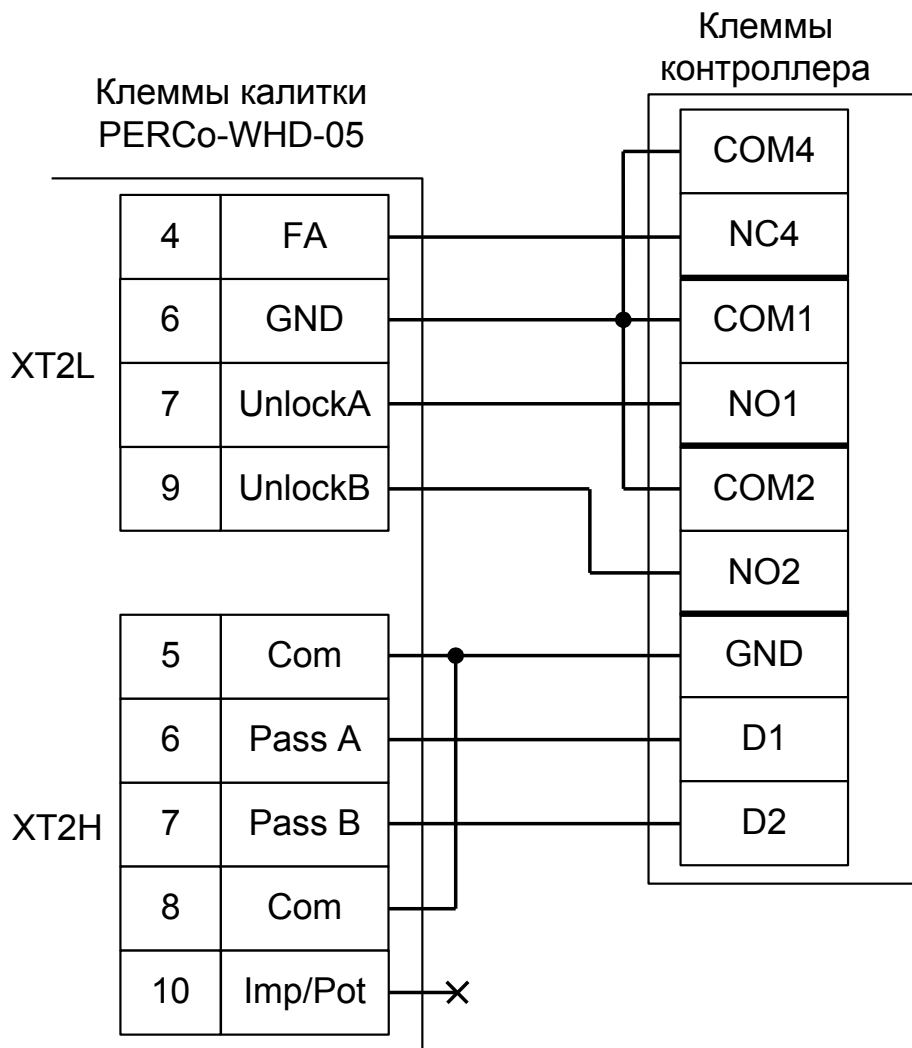 Клеммы
контроллера
Клеммы калитки
PERCo-WHD-05
COM4
4 FA NC4
6 GND COM1
XT2L
7 UnlockA NO1
9 UnlockB COM2
NO2
5 Com GND
6 Pass A D1
XT2H
7 Pass B D2
8 Com
10 Imp/Pot